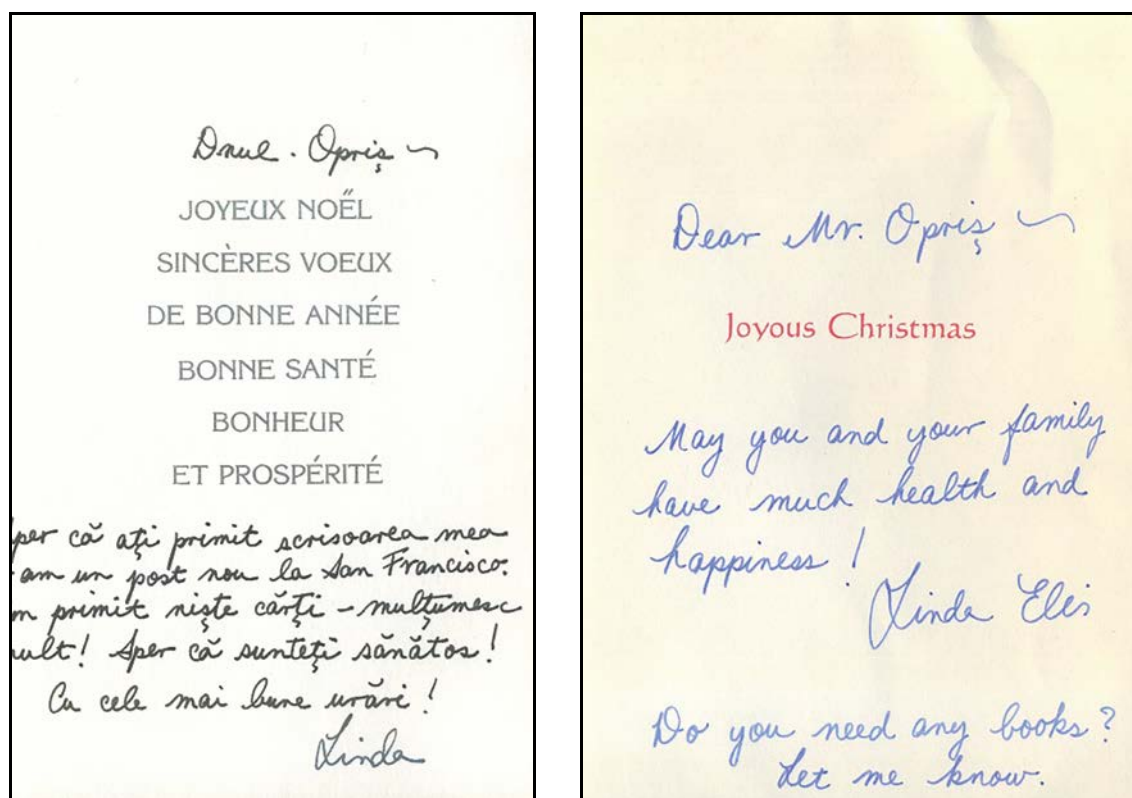 Dnul. Opriș ~
JOYEUX NOËL
SINCÈRES VOEUX
DE BONNE ANNÉE
BONNE SANTÉ
BONHEUR
ET PROSPÉRITÉ
per că ați primit scrisoarea mea
am un post nou la San Francisco.
m primit niște cărți - mulțumesc
ult! Sper că sunteți sănătos!
Cu cele mai bune urări!
Linda
Dear Mr. Opriș ~
Joyous Christmas
May you and your family
have much health and
happiness!
Linda Elis
Do you need any books?
Let me know.